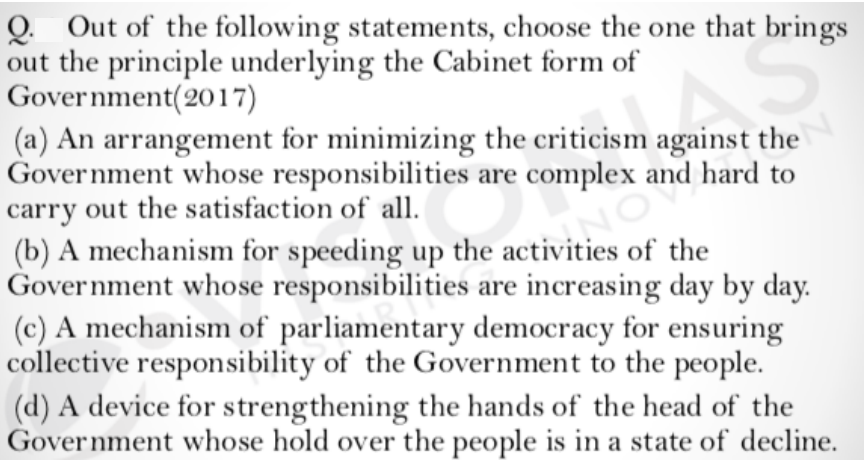 Q. Out of the following statements, choose the one that brings
out the principle underlying the Cabinet form of
Government(2017)
(a) An arrangement for minimizing the criticism against the
Government whose responsibilities are complex and hard to
carry out the satisfaction of all.
(b) A mechanism for speeding up the activities of the
Government whose responsibilities are increasing day by day.
(c) A mechanism of parliamentary democracy for ensuring
collective responsibility of the Government to the people.
(d) A device for strengthening the hands of the head of the
Government whose hold over the people is in a state of decline.
VISIONIAS
INSPIRING INNOVATION